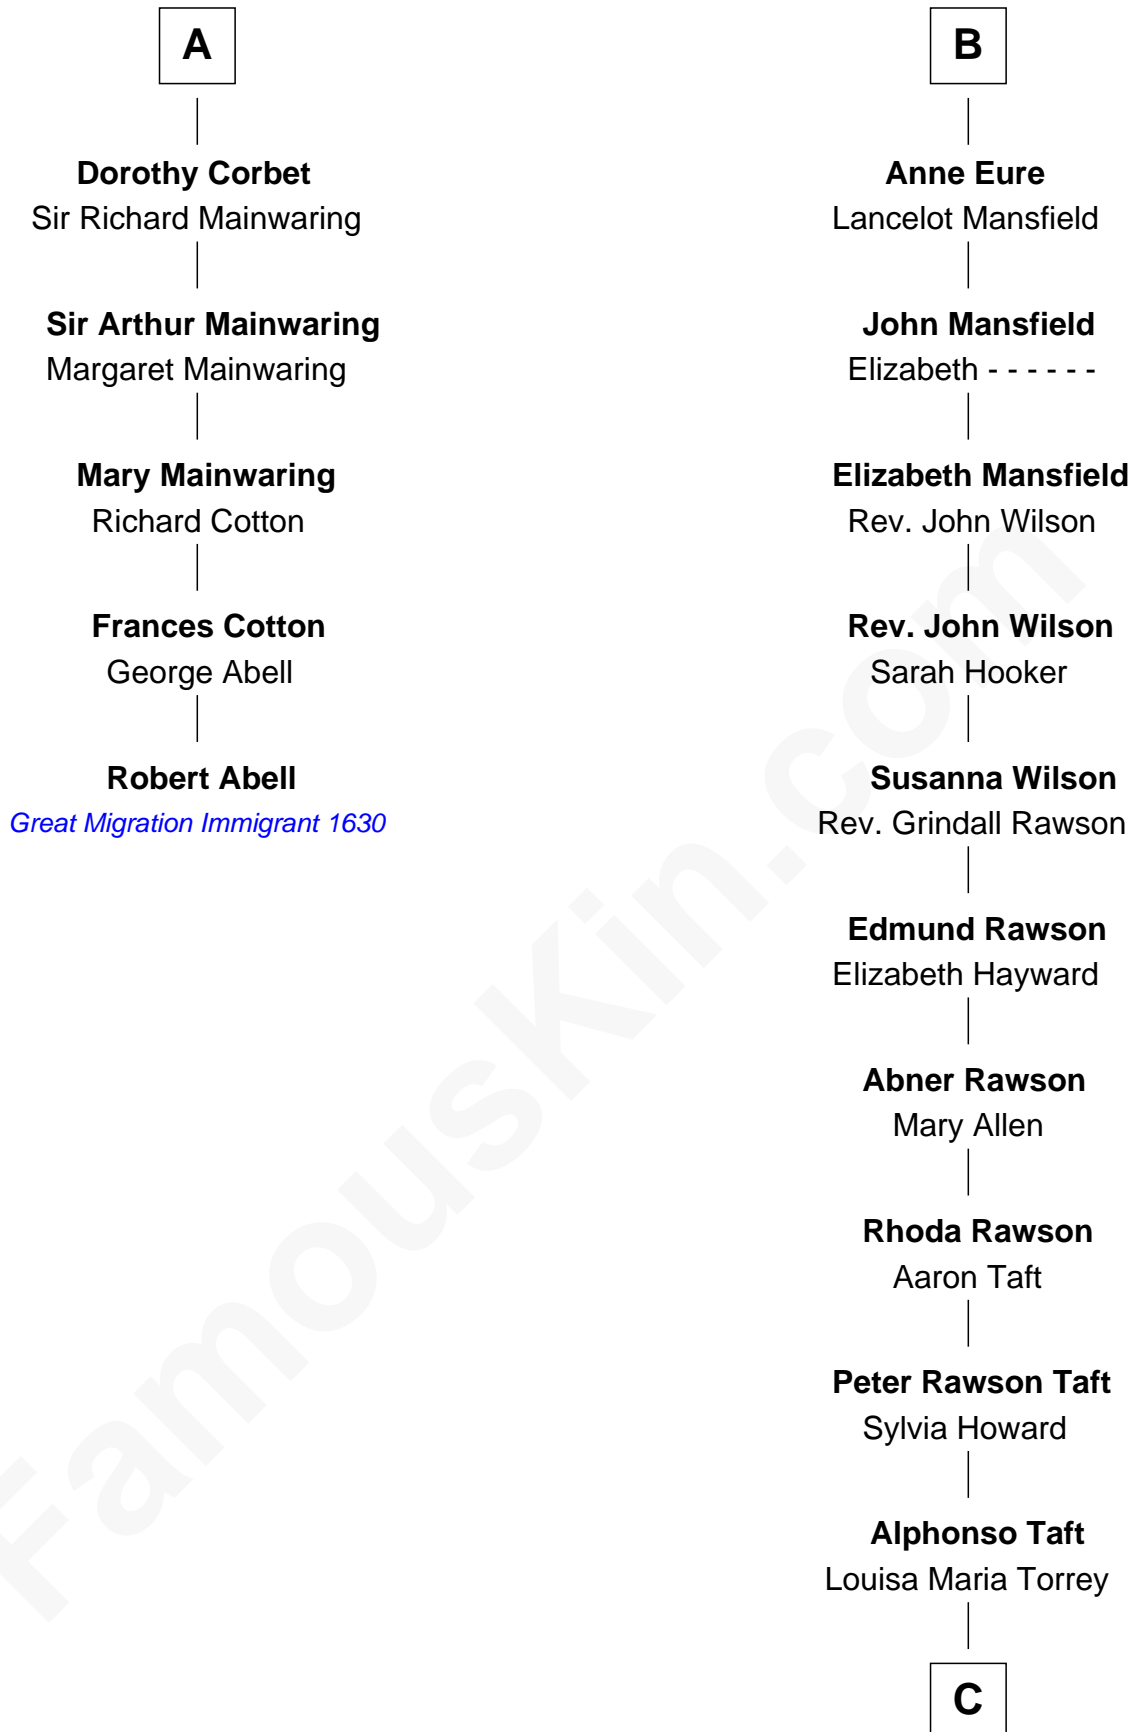 A
Dorothy Corbet
Sir Richard Mainwaring
Sir Arthur Mainwaring
Margaret Mainwaring
Mary Mainwaring
Richard Cotton
Frances Cotton
George Abell
Robert Abell
Great Migration Immigrant 1630
B
Anne Eure
Lancelot Mansfield
John Mansfield
Elizabeth - - - - - -
Elizabeth Mansfield
Rev. John Wilson
Rev. John Wilson
Sarah Hooker
Susanna Wilson
Rev. Grindall Rawson
Edmund Rawson
Elizabeth Hayward
Abner Rawson
Mary Allen
Rhoda Rawson
Aaron Taft
Peter Rawson Taft
Sylvia Howard
Alphonso Taft
Louisa Maria Torrey
C
FamousKin.com